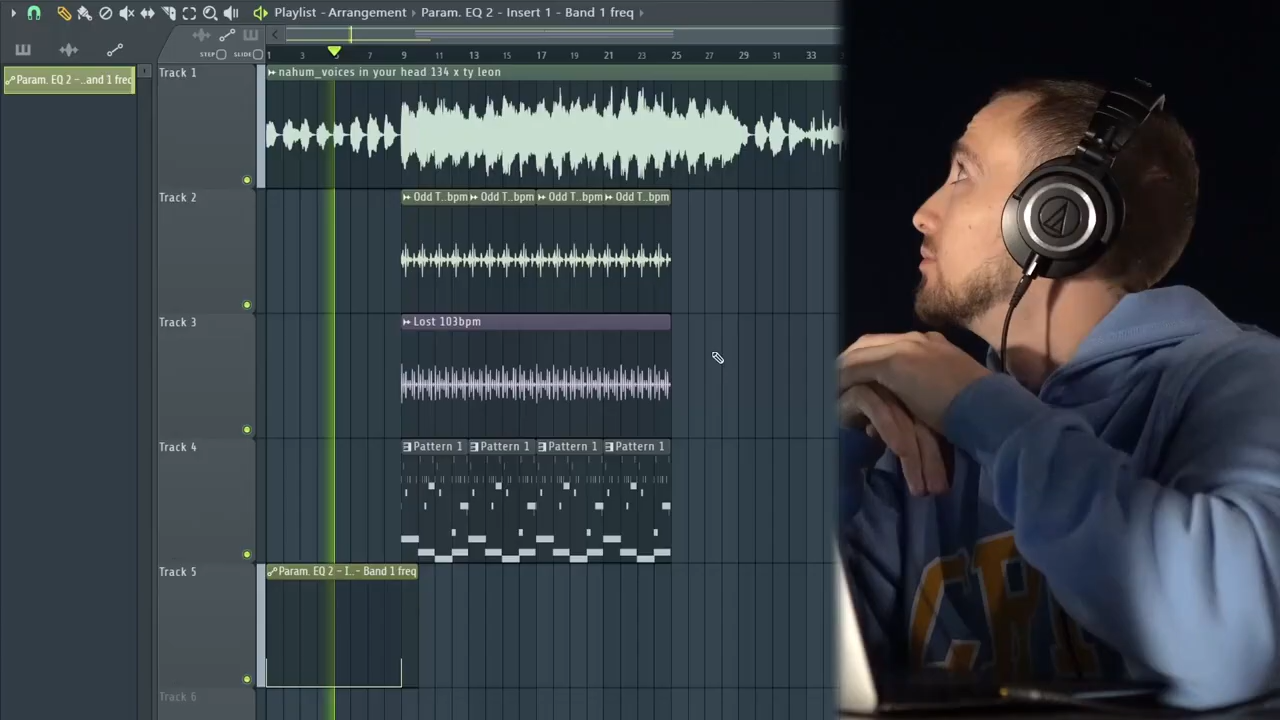 Playlist - Arrangement › Param. EQ 2 - Insert 1 - Band 1 freq ›
STEP SLIDE
1 3 7 9 11 13 15 17 19 21 23 25 27 29 31 33
Param. EQ 2 -..and 1 freq
Track 1
nahum_voices in your head 134 x ty leon
Track 2
Odd T..bpm Odd T..bpm Odd T..bpm Odd T..bpm
Track 3
Lost 103bpm
Track 4
Pattern 1 Pattern 1 Pattern 1 Pattern 1
Track 5
Param. EQ 2 - I..- Band 1 freq
Track 6